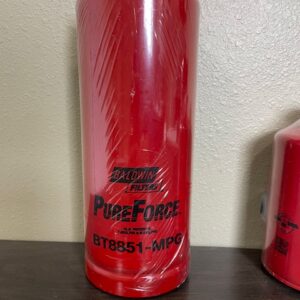 BALDWIN
FILTERS
PUREFORCE
BT8851-MPG